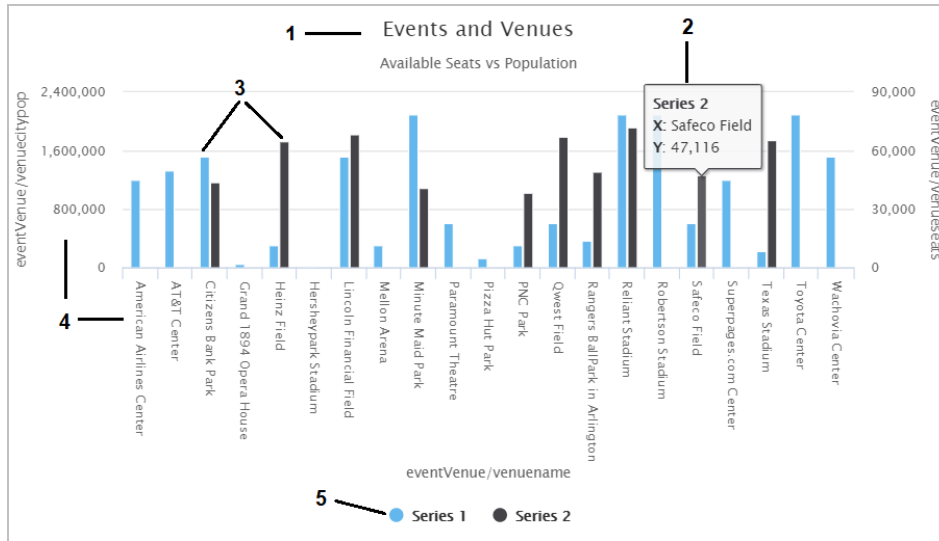 1
Events and Venues
2
Available Seats vs Population
3
eventVenue/venuecitypop
2,400,000
1,600,000
800,000
0
Series 2
X: Safeco Field
Y: 47,116
90,000
60,000
30,000
0
eventVenue/venueseats
4
American Airlines Center
AT&T Center
Citizens Bank Park
Grand 1894 Opera House
Heinz Field
Hersheypark Stadium
Lincoln Financial Field
Mellon Arena
Minute Maid Park
Paramount Theatre
Pizza Hut Park
PNC Park
Qwest Field
Rangers BallPark in Arlington
Reliant Stadium
Robertson Stadium
Safeco Field
Superpages.com Center
Texas Stadium
Toyota Center
Wachovia Center
eventVenue/venuename
5
Series 1
Series 2